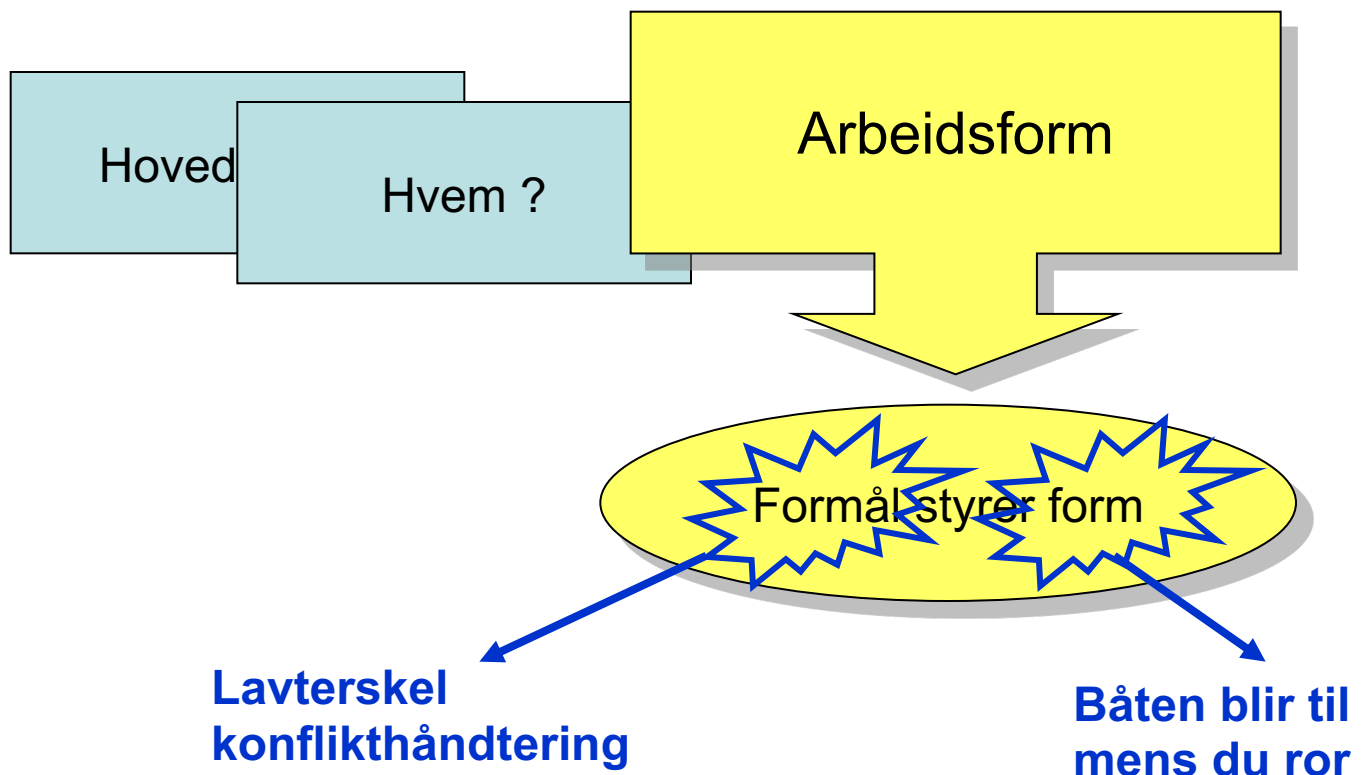 Hoved
Hvem ?
Arbeidsform
Formål styrer form
Lavterskel
konflikthåndtering
Båten blir til
mens du ror